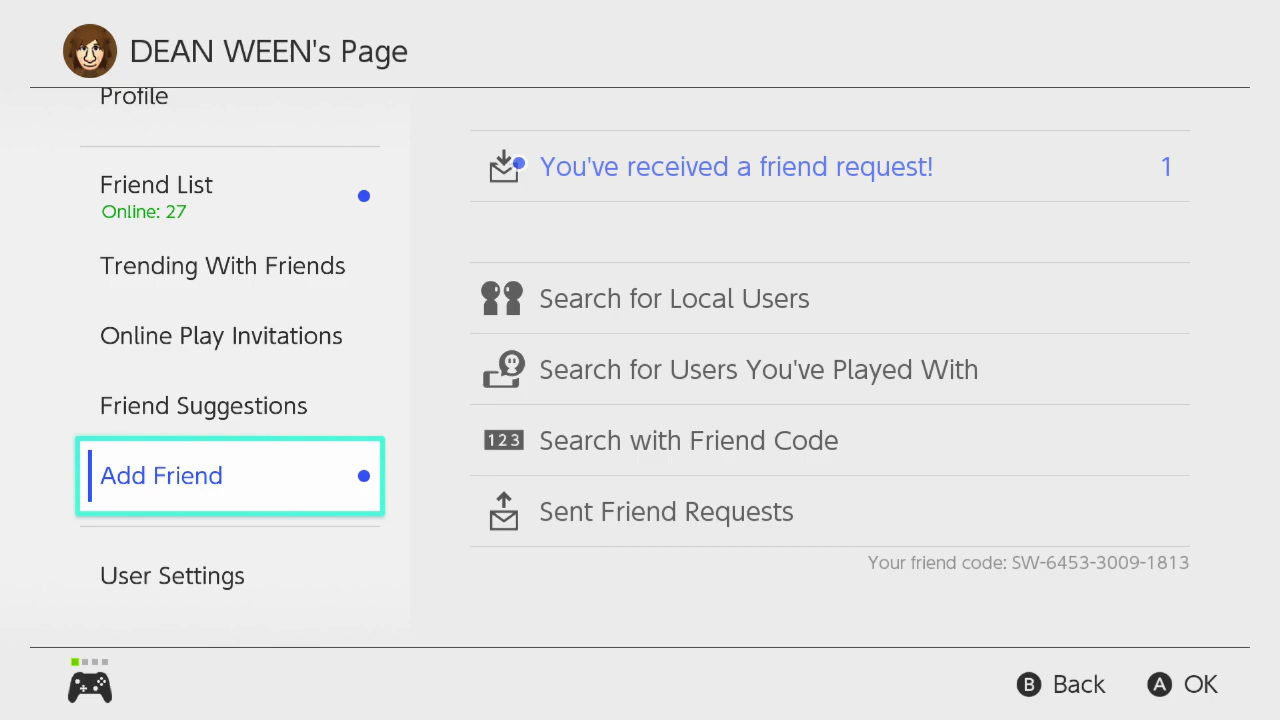 DEAN WEEN's Page
Profile
Friend List
Online: 27
Trending With Friends
Online Play Invitations
Friend Suggestions
Add Friend
User Settings
You've received a friend request! 1
Search for Local Users
Search for Users You've Played With
123 Search with Friend Code
Sent Friend Requests
Your friend code: SW-6453-3009-1813
B Back A OK